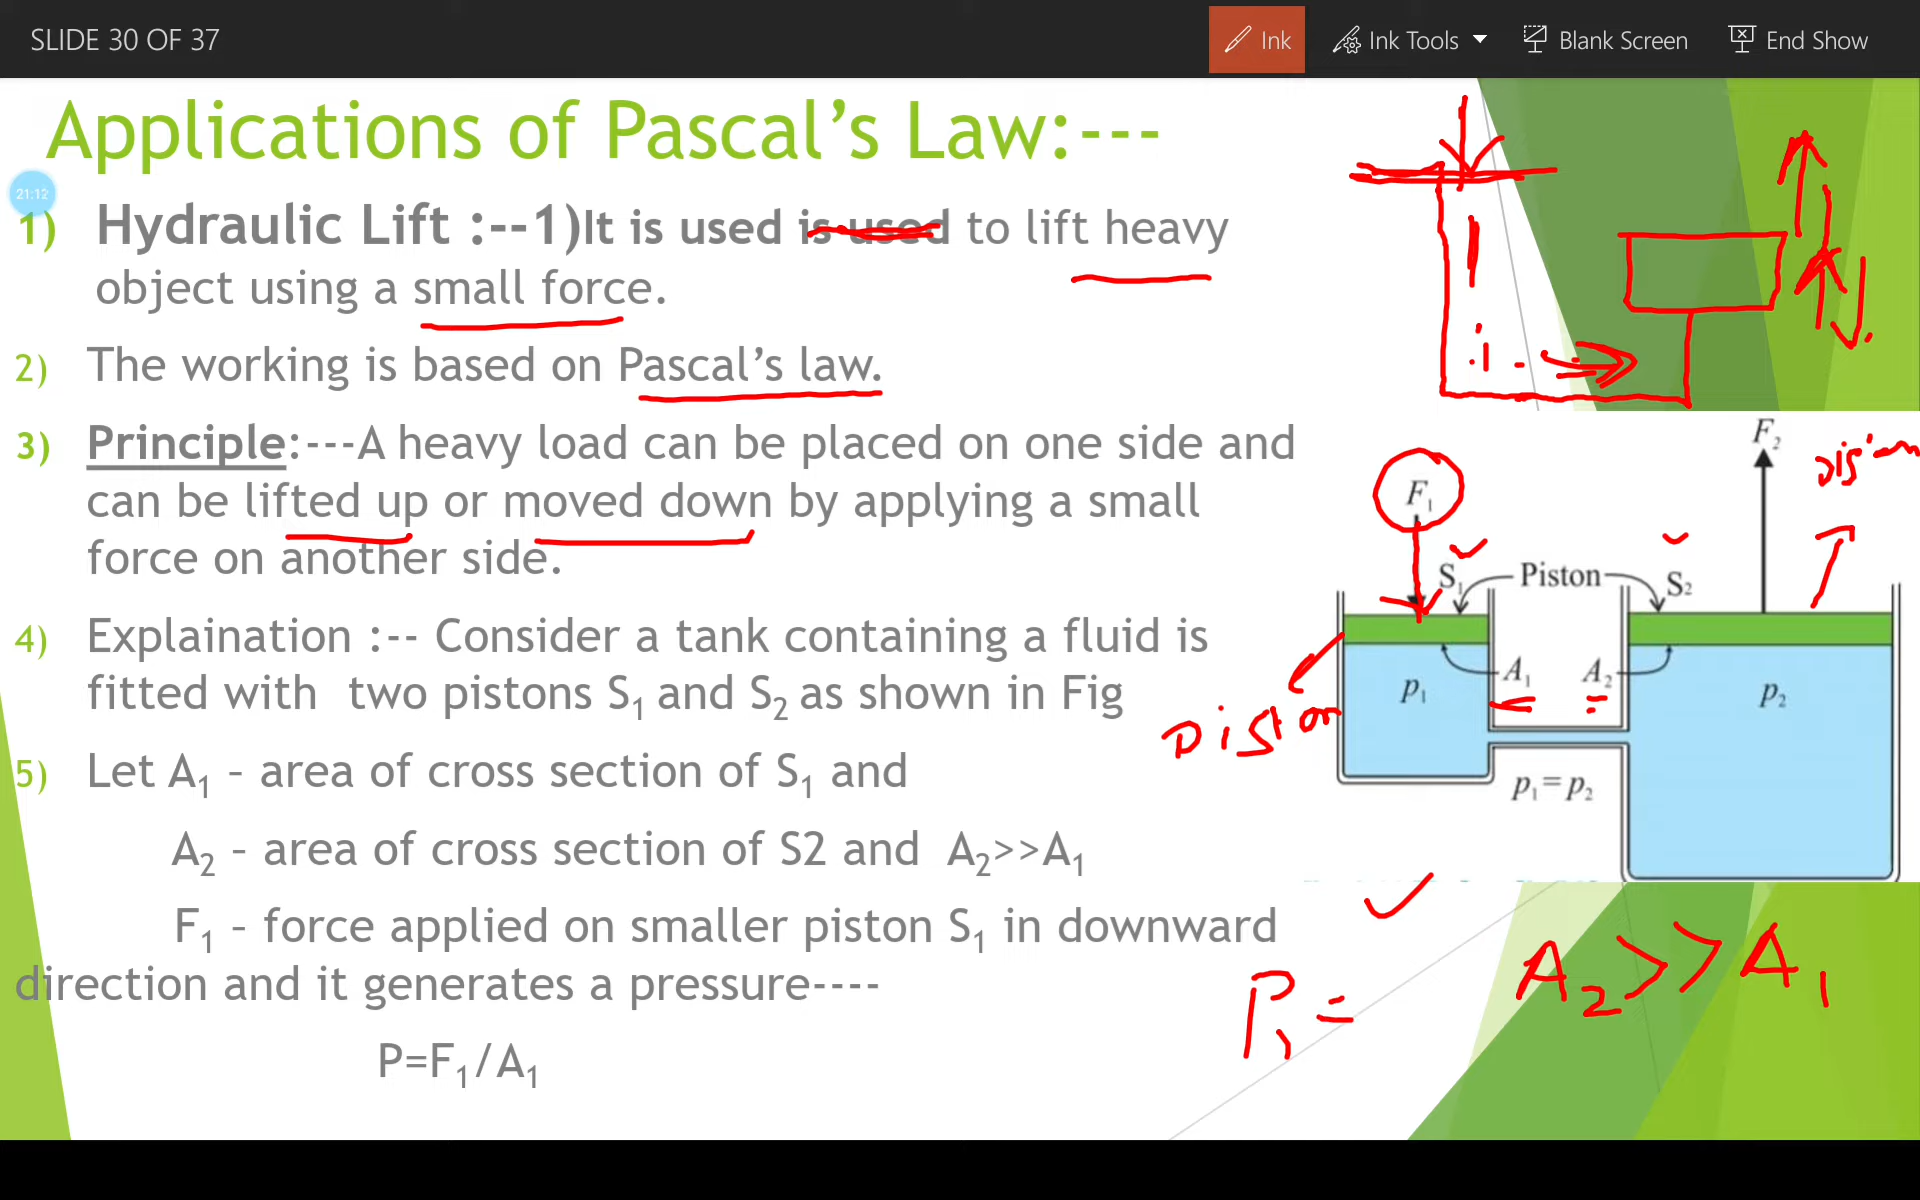 SLIDE 30 OF 37
Ink
Ink Tools
Blank Screen
End Show
Applications of Pascal’s Law:---
21:12
1) Hydraulic Lift :--1)It is used is used to lift heavy
object using a small force.
2) The working is based on Pascal’s law.
3) Principle:---A heavy load can be placed on one side and
can be lifted up or moved down by applying a small
force on another side.
4) Explaination :-- Consider a tank containing a fluid is
fitted with two pistons S1 and S2 as shown in Fig
5) Let A1 – area of cross section of S1 and
A2 – area of cross section of S2 and A2>>A1
F1 – force applied on smaller piston S1 in downward
direction and it generates a pressure----
P=F1/A1
F2
F1
S1
Piston
S2
A1
A2
p1
p2
p1=p2
Piston
P1 =
A2>>A1